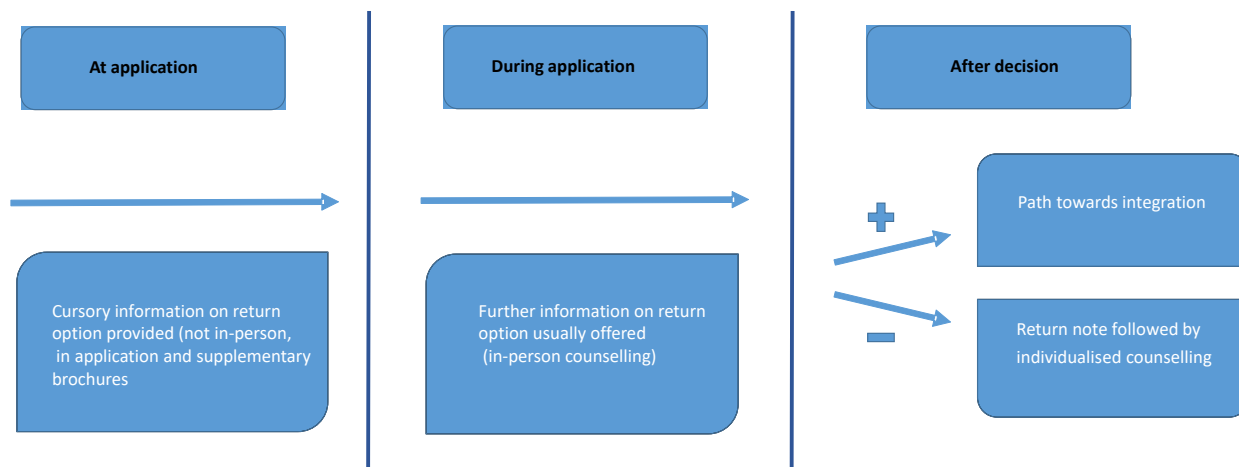 At application
During application
After decision
Cursory information on return
option provided (not in-person,
in application and supplementary
brochures
Further information on return
option usually offered
(in-person counselling)
Path towards integration
Return note followed by
individualised counselling